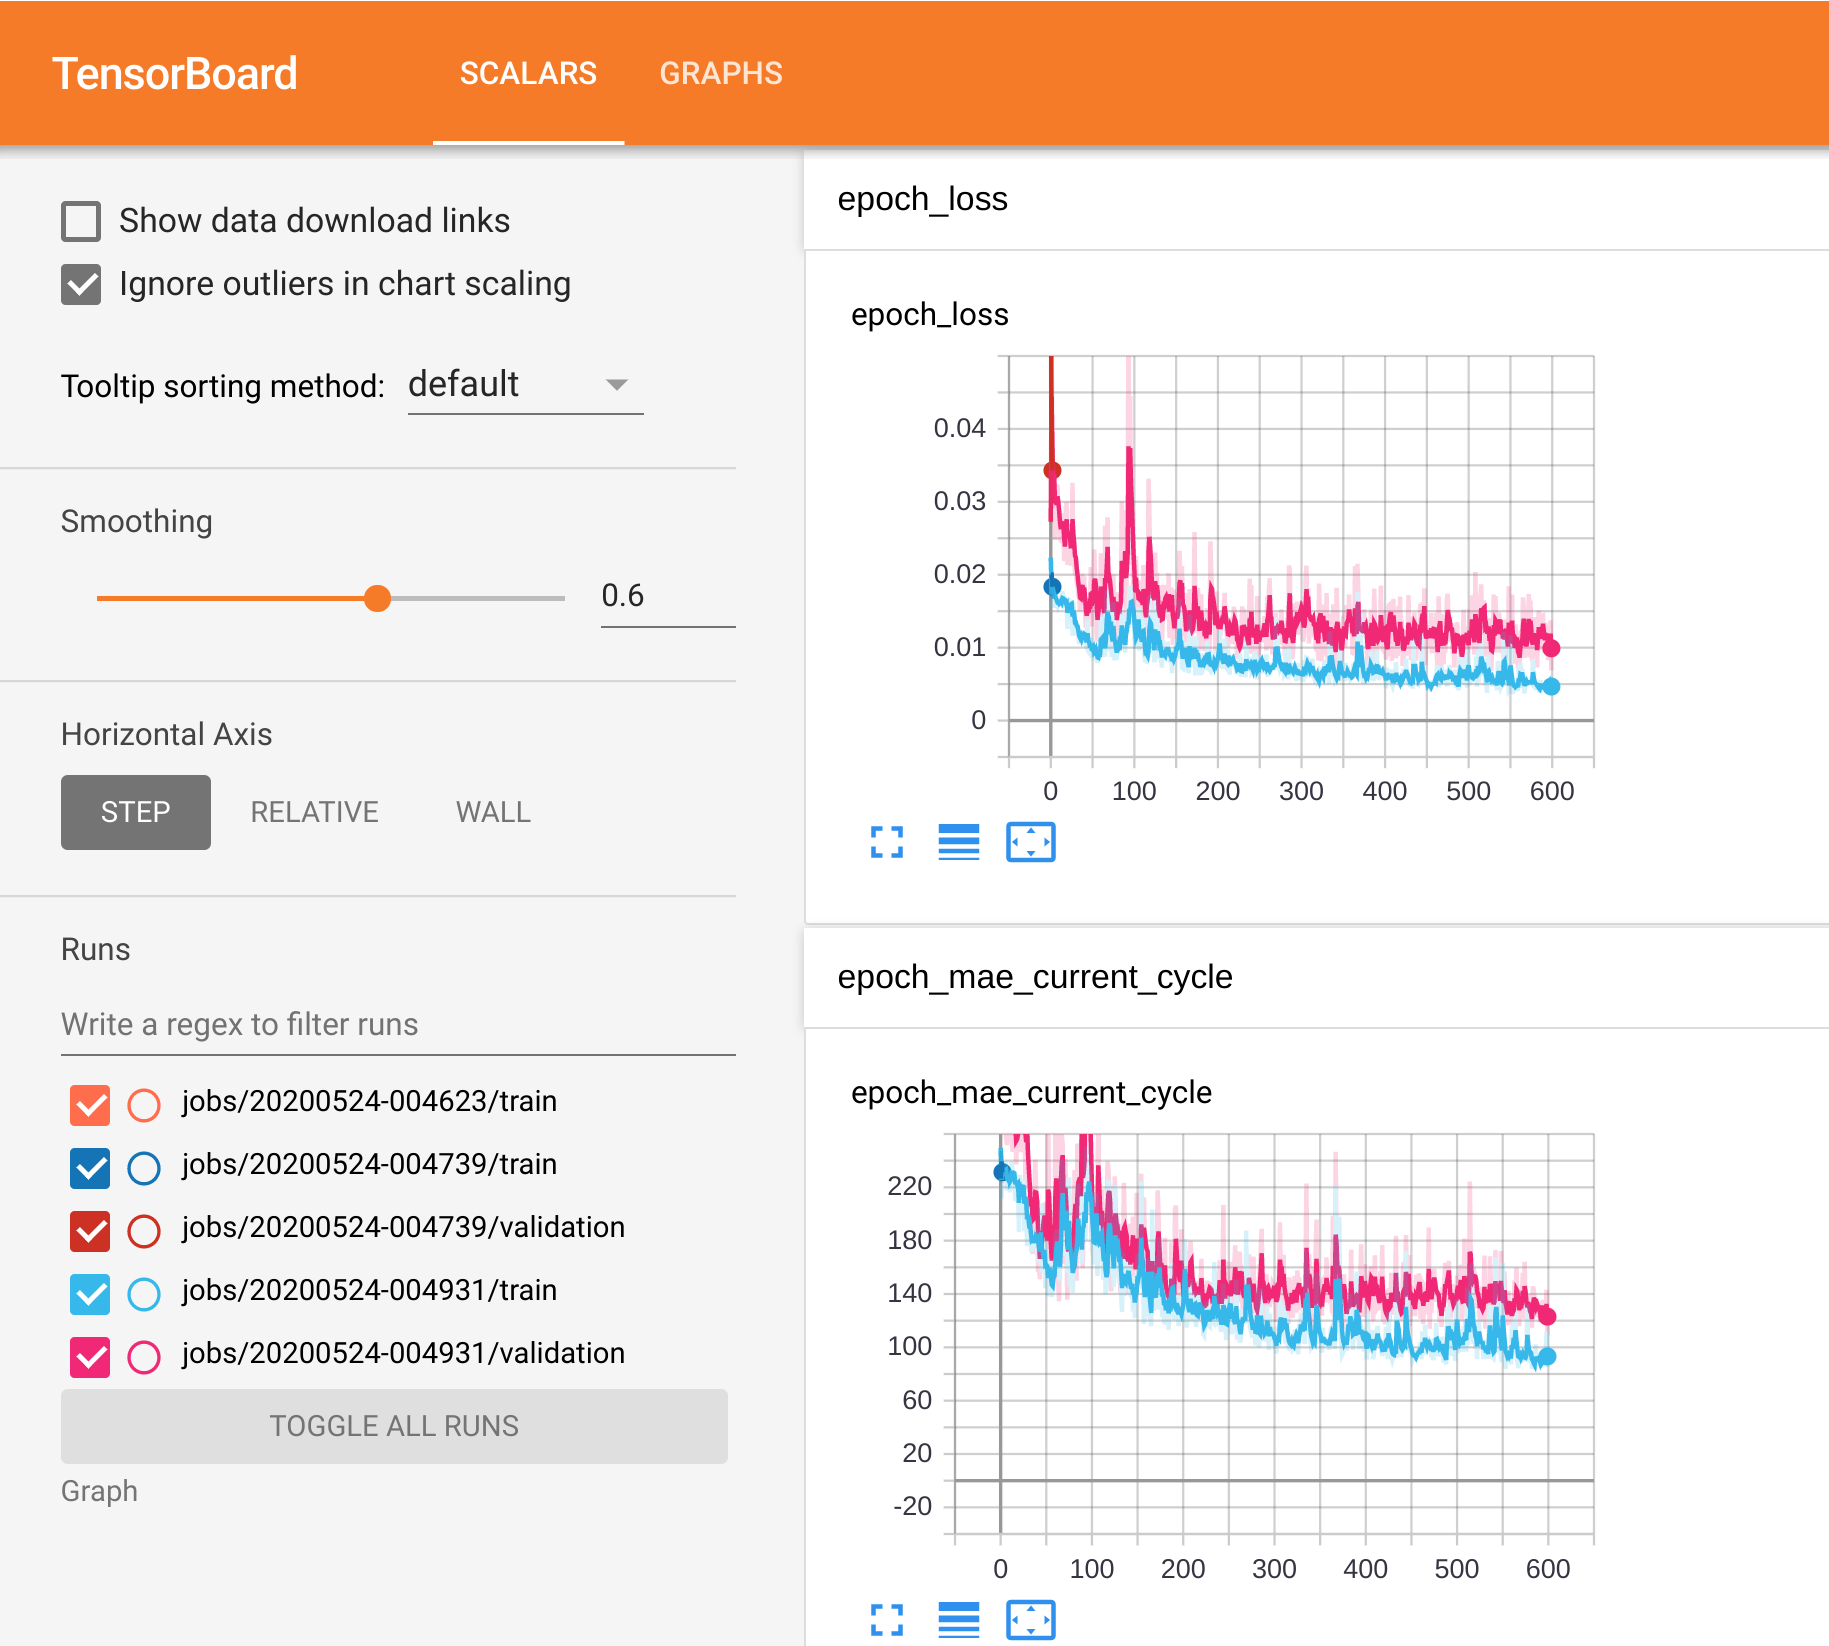 TensorBoard
SCALARS
GRAPHS
Show data download links
Ignore outliers in chart scaling
Tooltip sorting method: default
Smoothing
0.6
Horizontal Axis
STEP
RELATIVE
WALL
Runs
Write a regex to filter runs
jobs/20200524-004623/train
jobs/20200524-004739/train
jobs/20200524-004739/validation
jobs/20200524-004931/train
jobs/20200524-004931/validation
TOGGLE ALL RUNS
Graph
epoch_loss
epoch_loss
0.04
0.03
0.02
0.01
0
0 100 200 300 400 500 600
epoch_mae_current_cycle
epoch_mae_current_cycle
220
180
140
100
60
20
-20
0 100 200 300 400 500 600